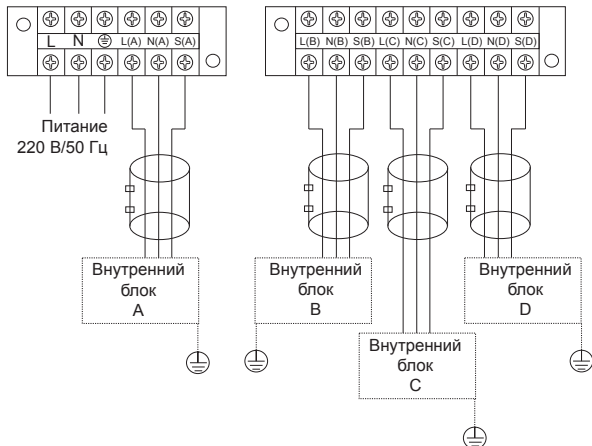 L N L(A) N(A) S(A)
L(B) N(B) S(B) L(C) N(C) S(C) L(D) N(D) S(D)
Питание
220 В/50 Гц
Внутренний
блок
A
Внутренний
блок
B
Внутренний
блок
C
Внутренний
блок
D